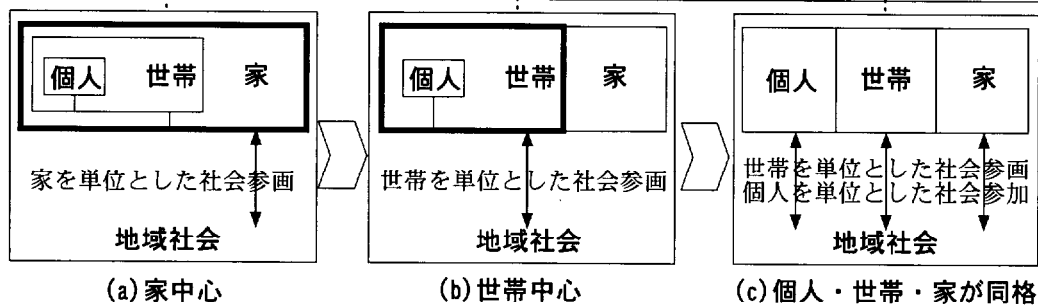 個人 世帯 家
家を単位とした社会参画
地域社会
(a)家中心
個人 世帯 家
世帯を単位とした社会参画
地域社会
(b)世帯中心
個人 世帯 家
世帯を単位とした社会参画
個人を単位とした社会参加
地域社会
(c)個人・世帯・家が同格